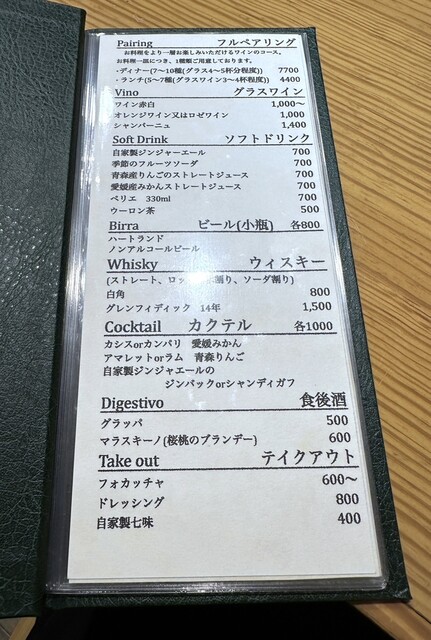 Pairing フルペアリング
お料理をより一層お楽しみいただけるワインのコース。
お料理一皿につき、1種類ご用意しております。
・ディナー(7〜10種(グラス4〜5杯分程度)) 7700
・ランチ(5〜7種(グラスワイン3〜4杯程度) 4400
Vino グラスワイン
ワイン赤白 1,000〜
オレンジワイン又はロゼワイン 1,000
シャンパーニュ 1,400
Soft Drink ソフトドリンク
自家製ジンジャーエール 700
季節のフルーツソーダ 700
青森産りんごのストレートジュース 700
愛媛産みかんストレートジュース 700
ペリエ 330ml 700
ウーロン茶 500
Birra ビール(小瓶) 各800
ハートランド
ノンアルコールビール
Whisky ウィスキー
(ストレート、ロッ 割り、ソーダ割り)
白角 800
グレンフィディック 14年 1,500
Cocktail カクテル 各1000
カシスorカンパリ 愛媛みかん
アマレットorラム 青森りんご
自家製ジンジャエールの
ジンバックorシャンディガフ
Digestivo 食後酒
グラッパ 500
マラスキーノ(桜桃のブランデー) 600
Take out テイクアウト
フォカッチャ 600〜
ドレッシング 800
自家製七味 400